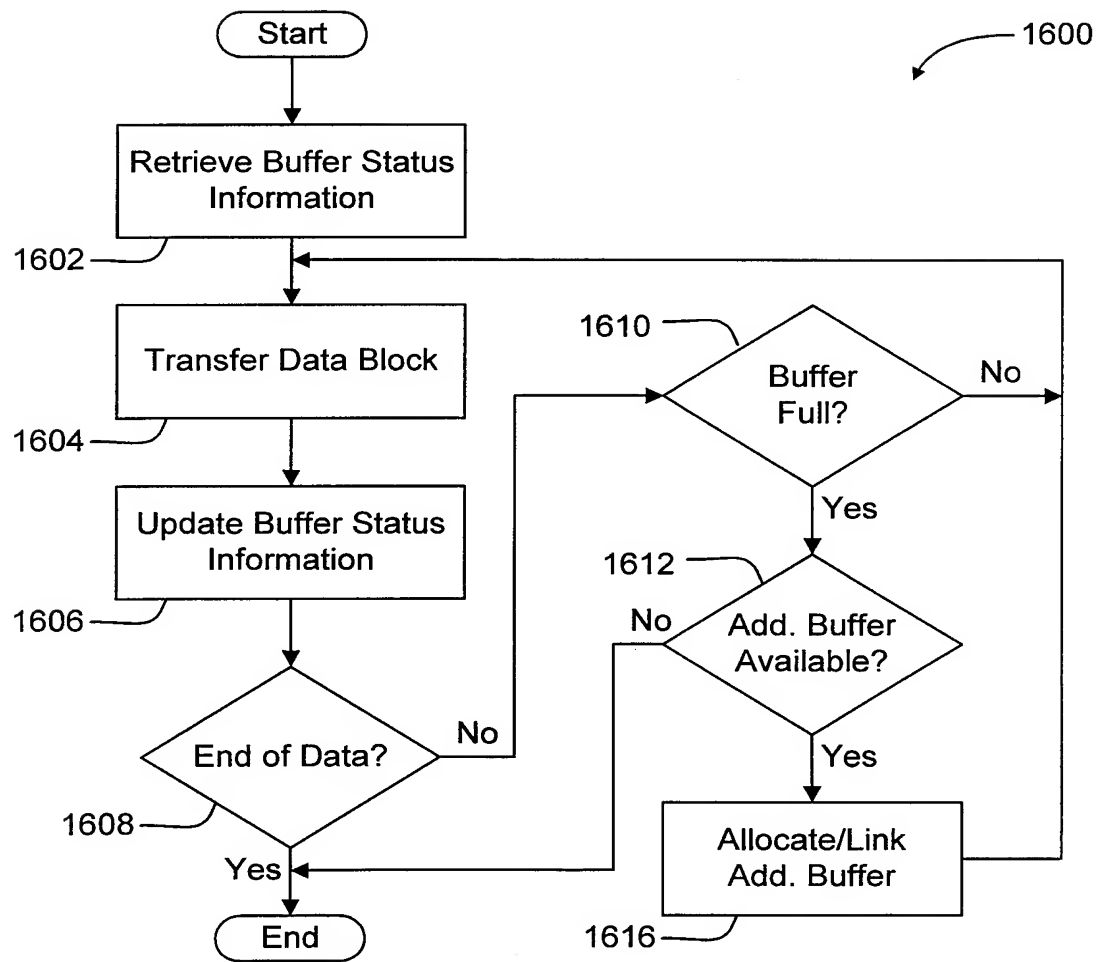 Start
1600
Retrieve Buffer Status
Information
1602
Transfer Data Block
1604
Update Buffer Status
Information
1606
End of Data?
1608
No
Yes
End
1610
Buffer
Full?
No
Yes
1612
Add. Buffer
Available?
No
Yes
Allocate/Link
Add. Buffer
1616